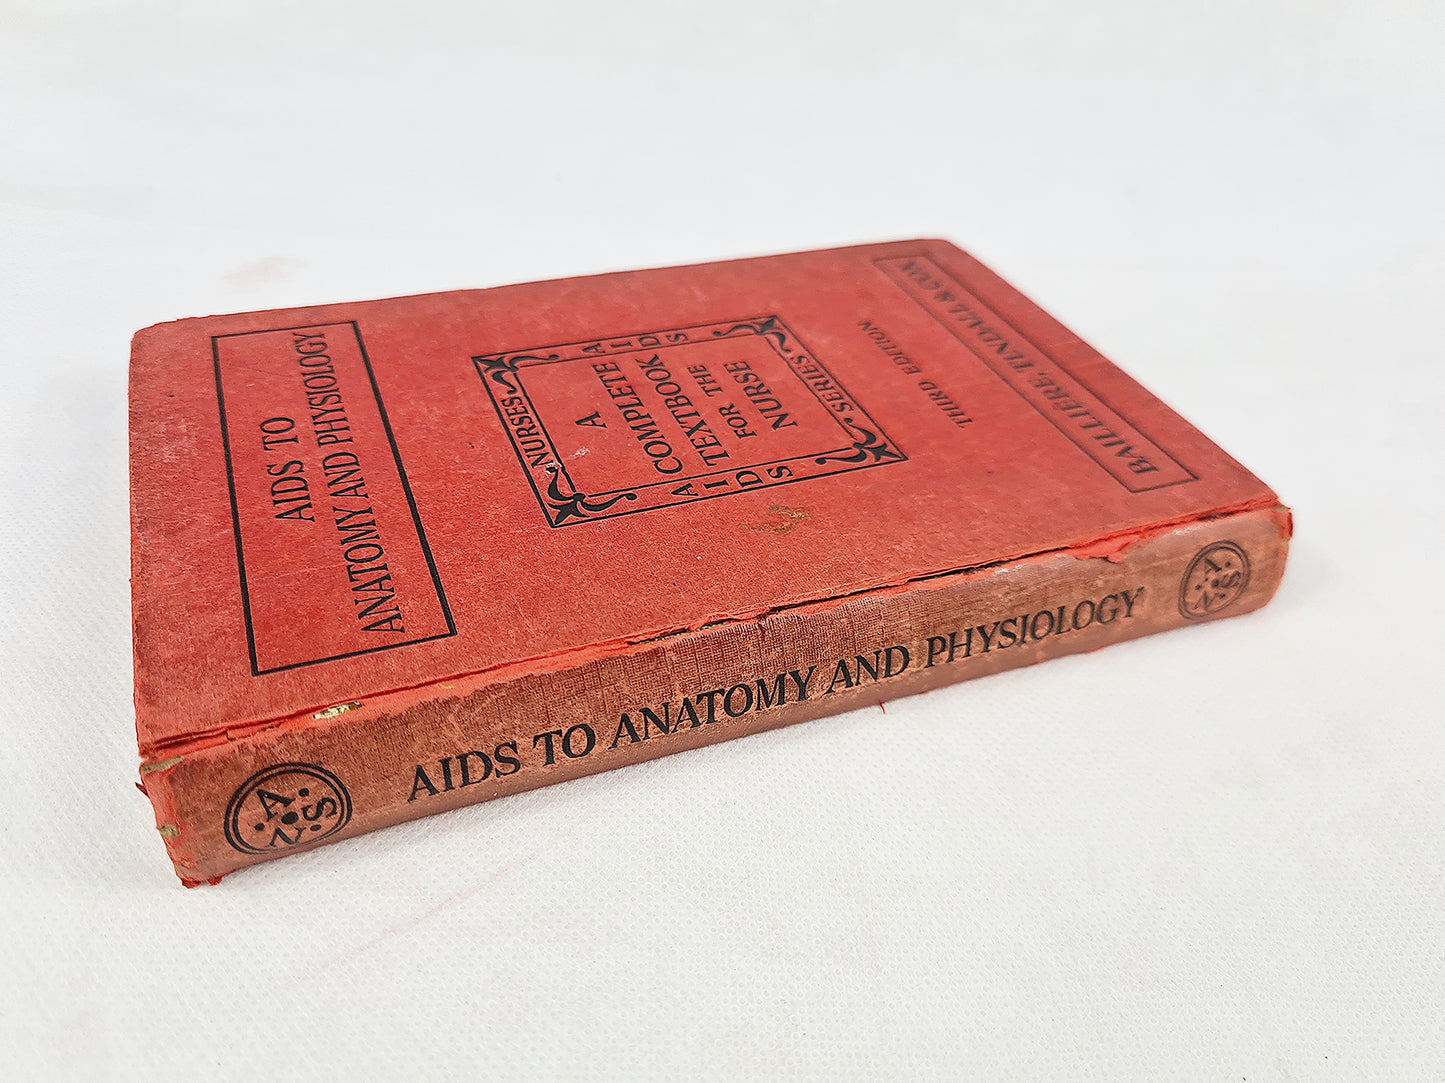 AIDS TO
ANATOMY AND PHYSIOLOGY
NURSES
AIDS
SERIES
AIDS
A
COMPLETE
TEXTBOOK
FOR THE
NURSE
THIRD EDITION
BAILLIÈRE, TINDALL & COX
A
N S
AIDS TO ANATOMY AND PHYSIOLOGY
A
N S